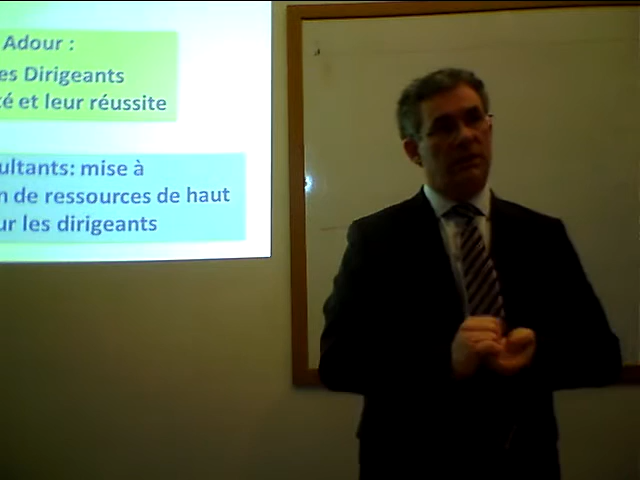 Adour :
es Dirigeants
té et leur réussite
ultants: mise à
n de ressources de haut
ur les dirigeants